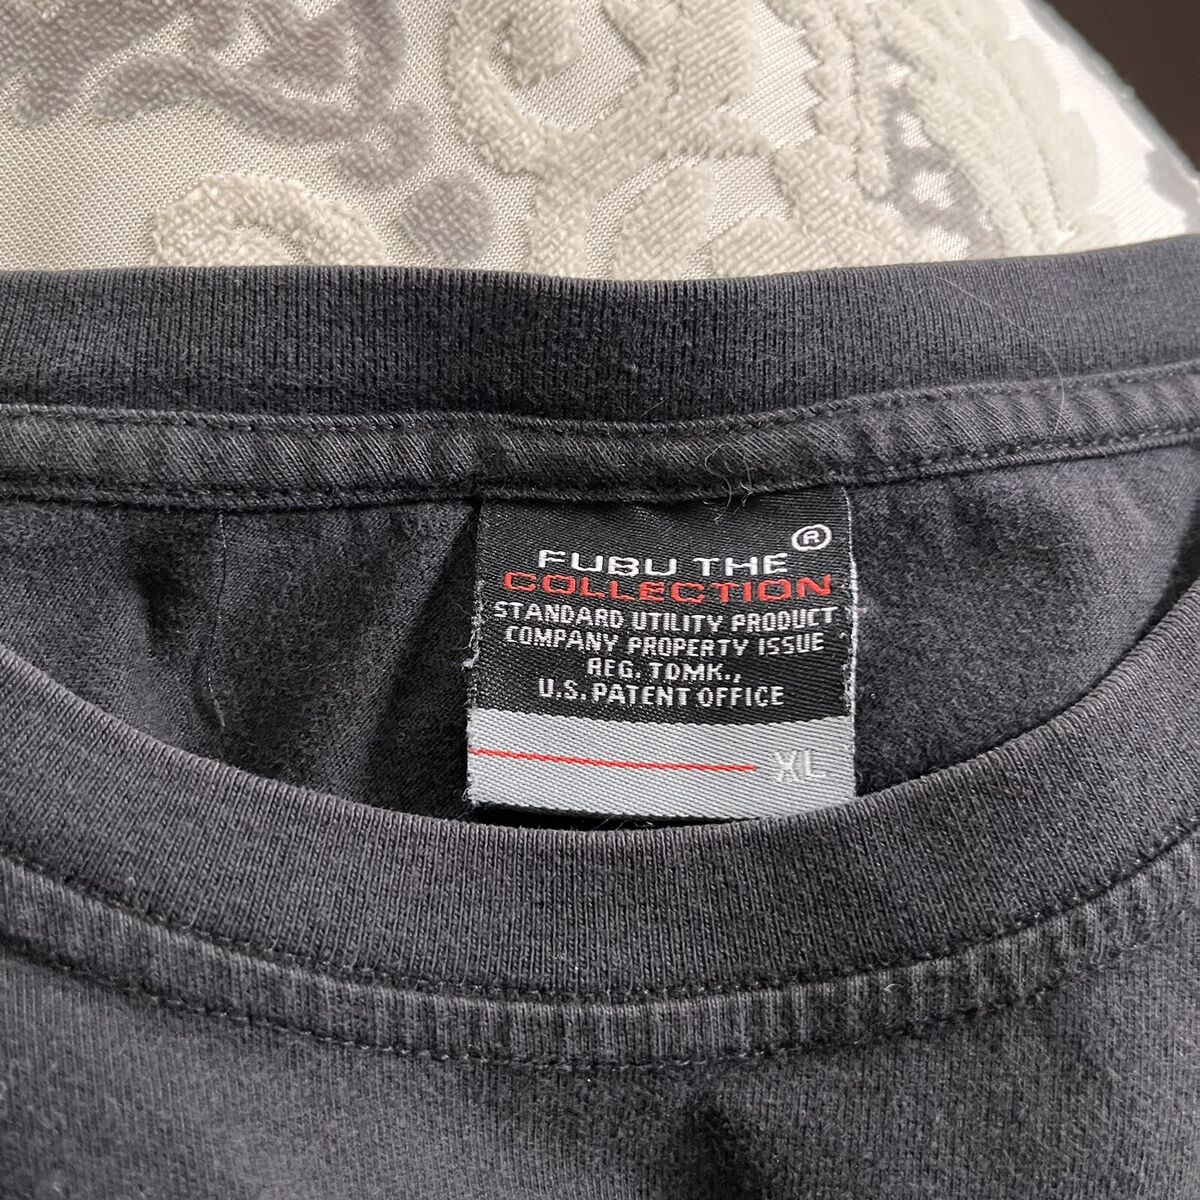 ®
FUBU THE
COLLECTION
STANDARD UTILITY PRODUCT
COMPANY PROPERTY ISSUE
REG. TDMK.,
U.S. PATENT OFFICE
XL